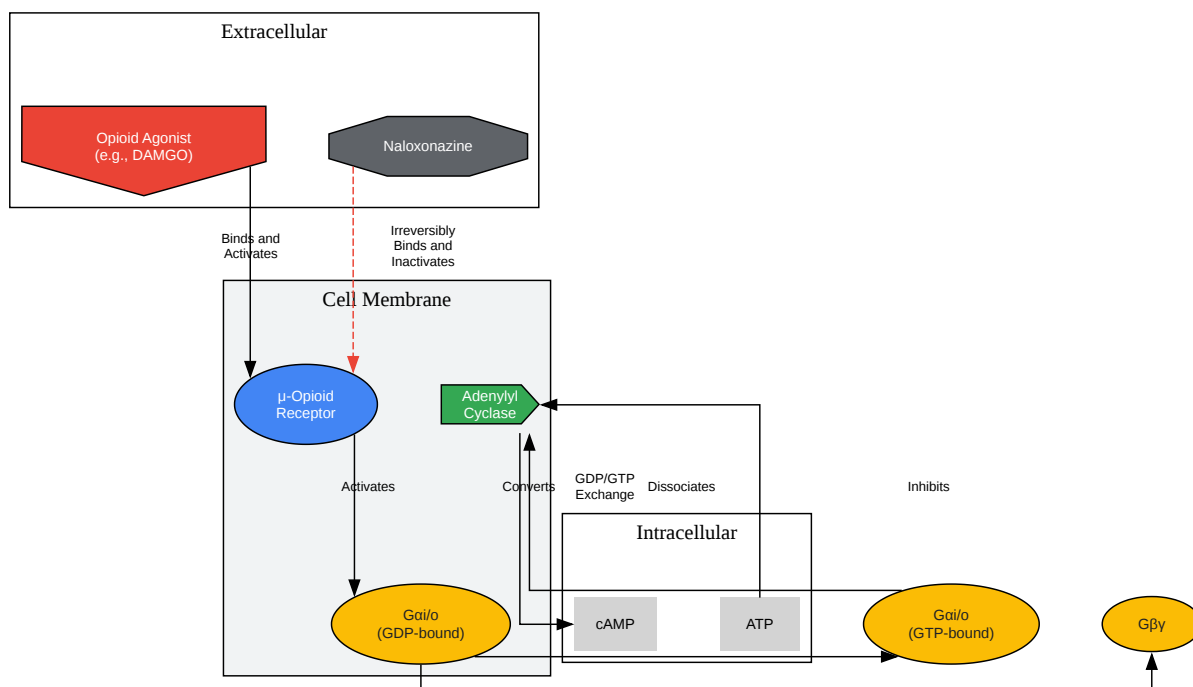 Extracellular
Opioid Agonist
(e.g., DAMGO)
Naloxonazine
Binds and
Activates
Irreversibly
Binds and
Inactivates
Cell Membrane
μ-Opioid
Receptor
Adenylyl
Cyclase
Activates
Converts
GDP/GTP
Exchange
Dissociates
Inhibits
Intracellular
Gαi/o
(GDP-bound)
cAMP
ATP
Gαi/o
(GTP-bound)
Gβγ